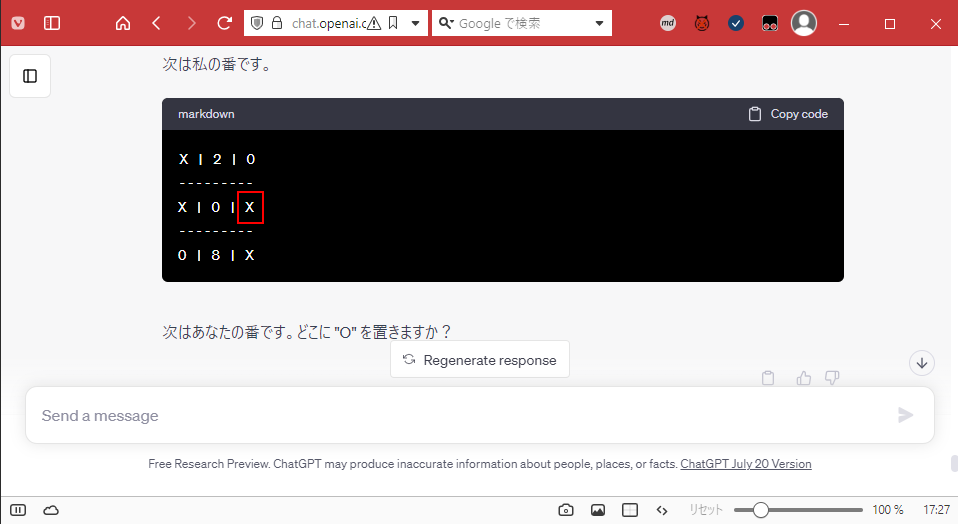 chat.openai.c
Google で検索
md
次は私の番です。
markdown
Copy code
X | 2 | O
---------
X | O | X
---------
O | 8 | X
次はあなたの番です。どこに "O" を置きますか？
Regenerate response
Send a message
Free Research Preview. ChatGPT may produce inaccurate information about people, places, or facts. ChatGPT July 20 Version
リセット
100 %
17:27